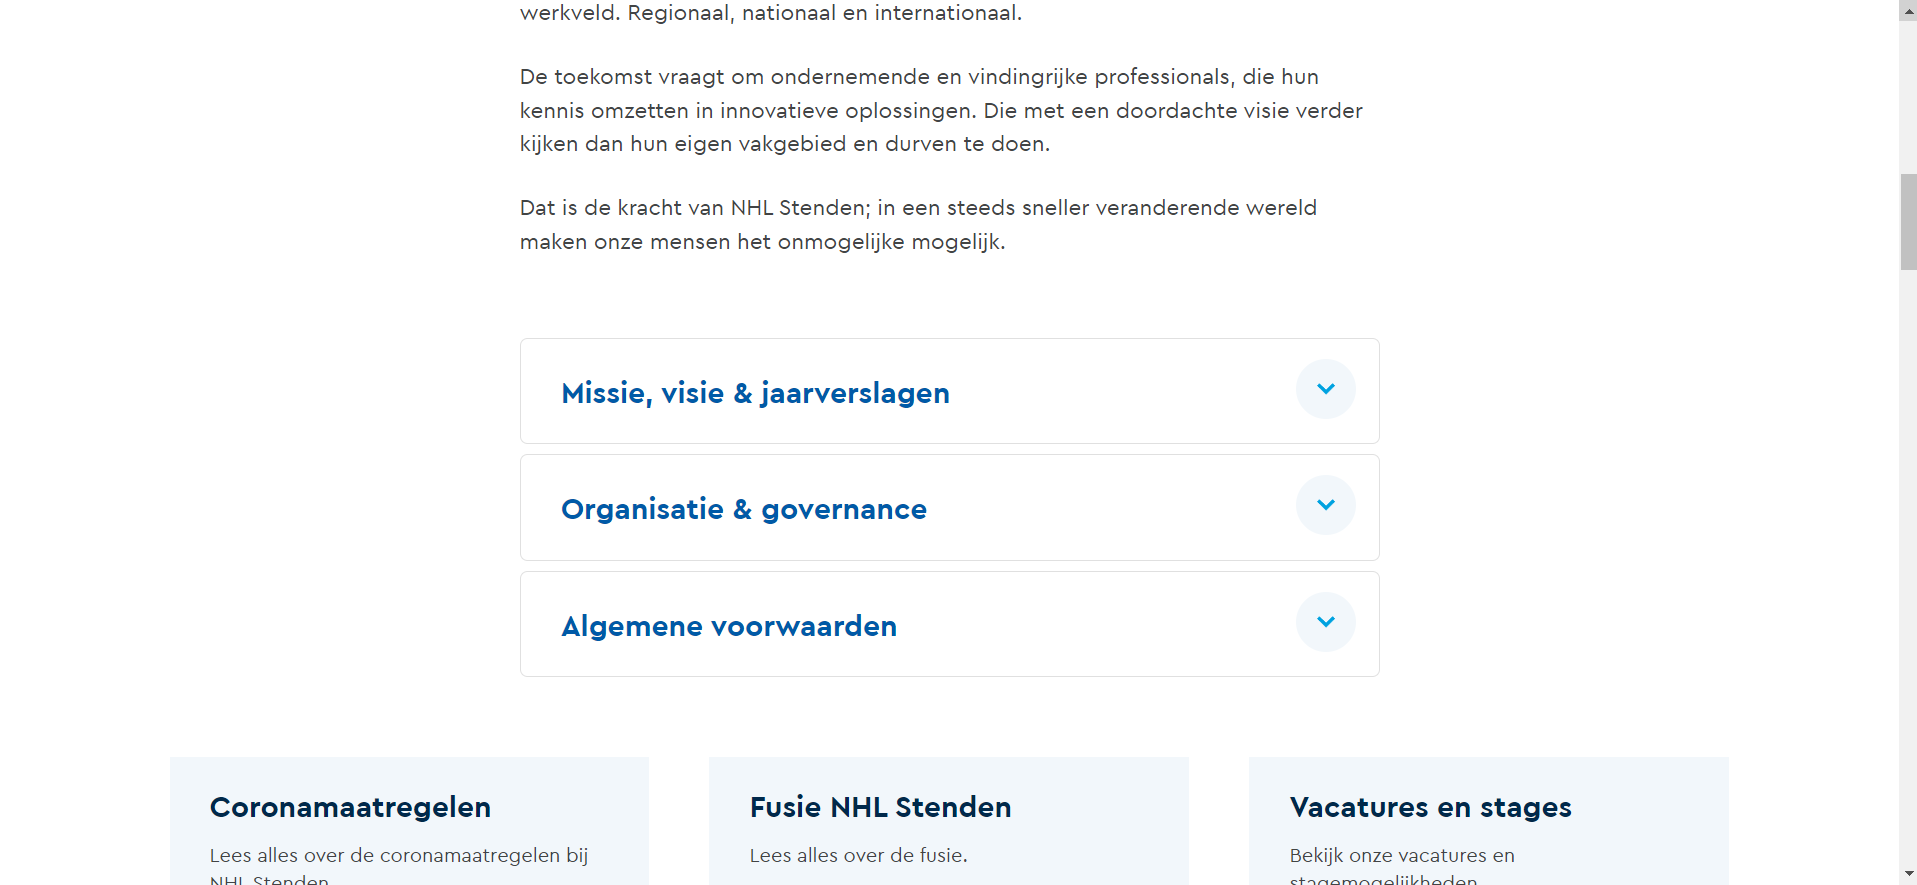 werkveld. Regionaal, nationaal en internationaal.
De toekomst vraagt om ondernemende en vindingrijke professionals, die hun
kennis omzetten in innovatieve oplossingen. Die met een doordachte visie verder
kijken dan hun eigen vakgebied en durven te doen.
Dat is de kracht van NHL Stenden; in een steeds sneller veranderende wereld
maken onze mensen het onmogelijke mogelijk.
Missie, visie & jaarverslagen
Organisatie & governance
Algemene voorwaarden
Coronamaatregelen
Lees alles over de coronamaatregelen bij
NHL Stenden.
Fusie NHL Stenden
Lees alles over de fusie.
Vacatures en stages
Bekijk onze vacatures en
stagemogelijkheden